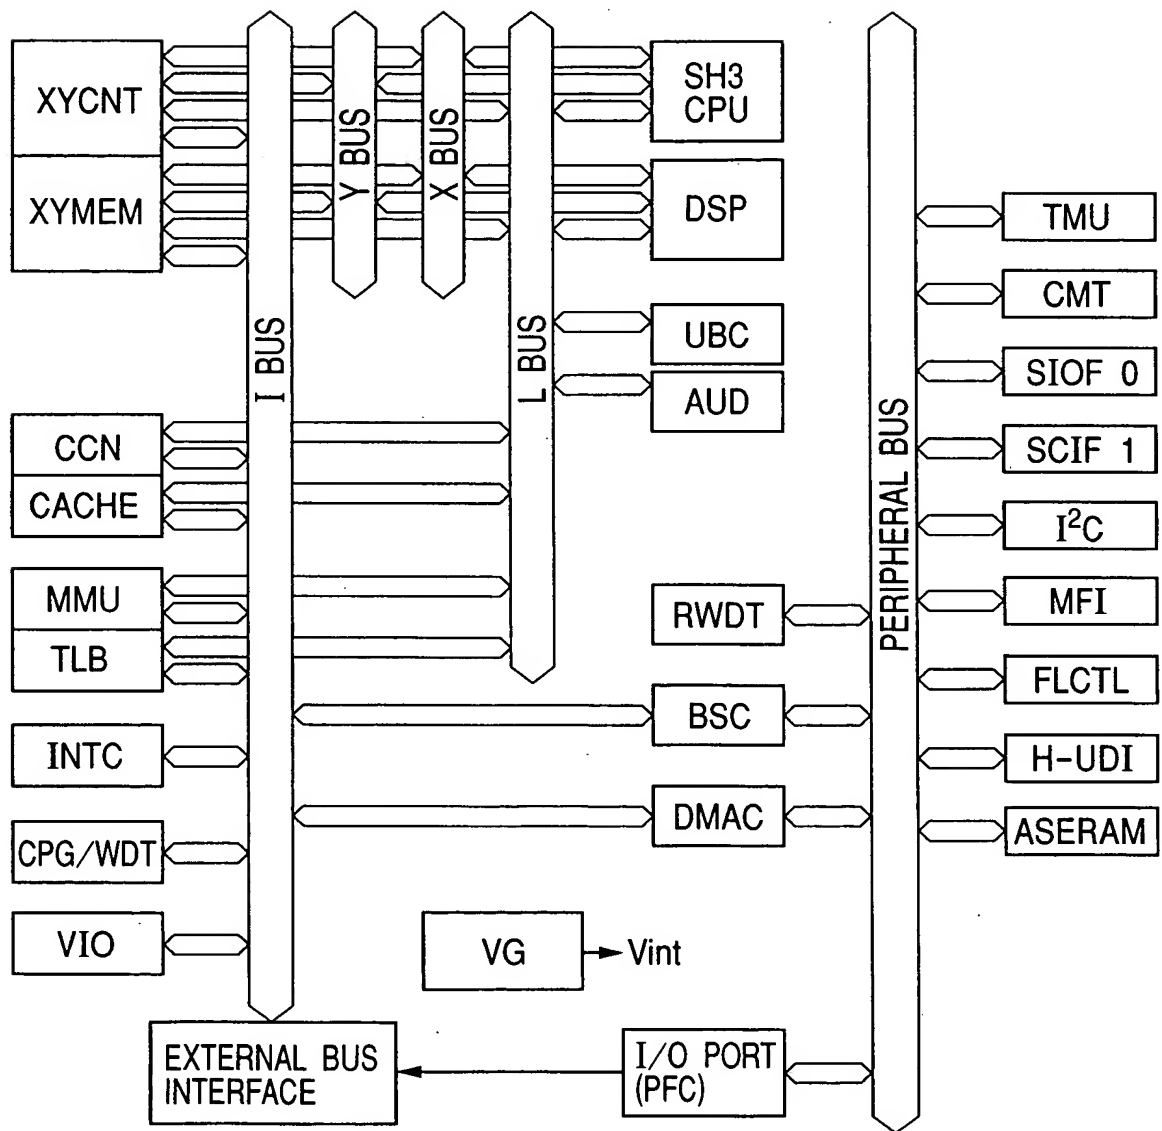 XYCNT
XYMEM
CCN
CACHE
MMU
TLB
INTC
CPG/WDT
VIO
I BUS
Y BUS
X BUS
L BUS
SH3
CPU
DSP
UBC
AUD
RWDT
BSC
DMAC
VG
Vint
EXTERNAL BUS
INTERFACE
I/O PORT
(PFC)
PERIPHERAL BUS
TMU
CMT
SIOF 0
SCIF 1
I²C
MFI
FLCTL
H-UDI
ASERAM